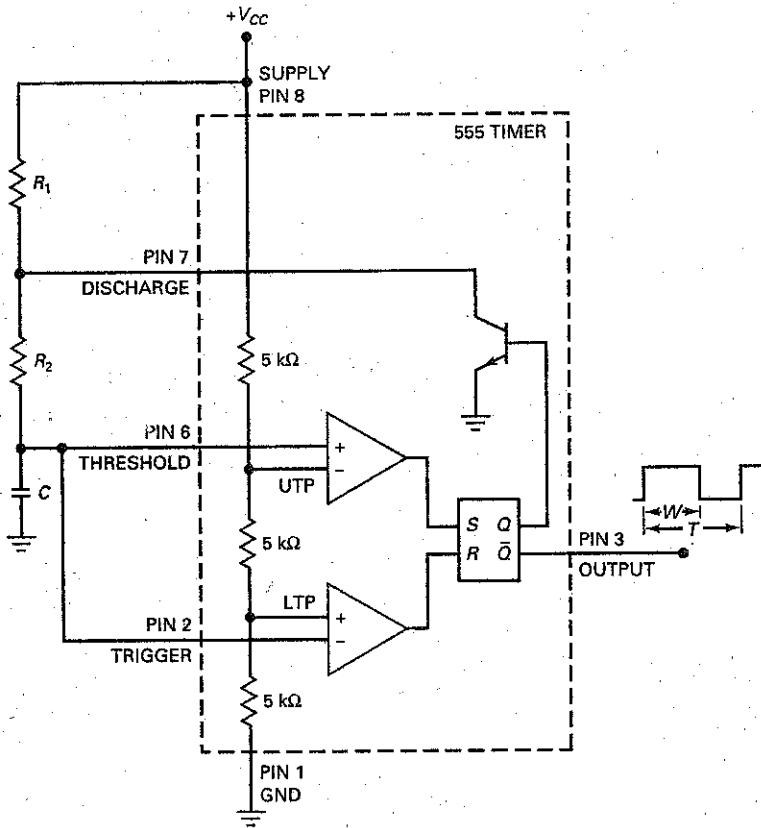 +VCC
SUPPLY
PIN 8
555 TIMER
R1
PIN 7
DISCHARGE
R2
5 kΩ
PIN 6
THRESHOLD
+
−
UTP
C
S Q
R Q̄
5 kΩ
W
T
PIN 3
OUTPUT
LTP
+
−
PIN 2
TRIGGER
5 kΩ
PIN 1
GND